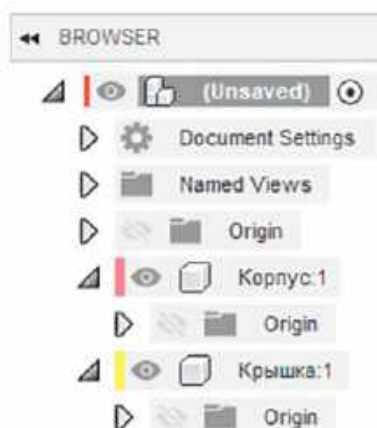 BROWSER
(Unsaved)
Document Settings
Named Views
Origin
Корпус:1
Origin
Крышка:1
Origin